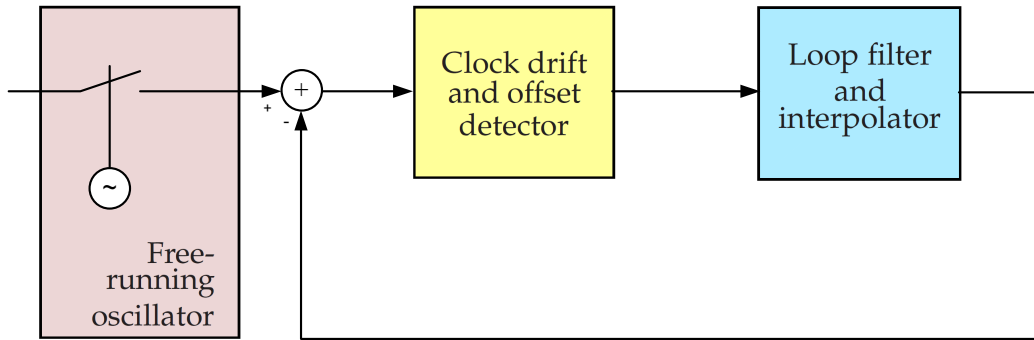 Free-
running
oscillator
~
+
+
-
Clock drift
and offset
detector
Loop filter
and
interpolator